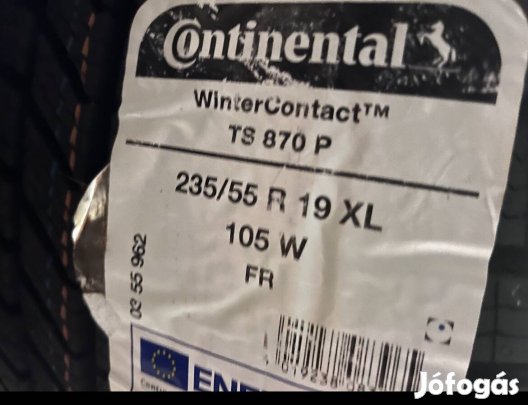 Continental
WinterContact™
TS 870 P
235/55 R 19 XL
105 W
FR
03 55 962
Jófogás